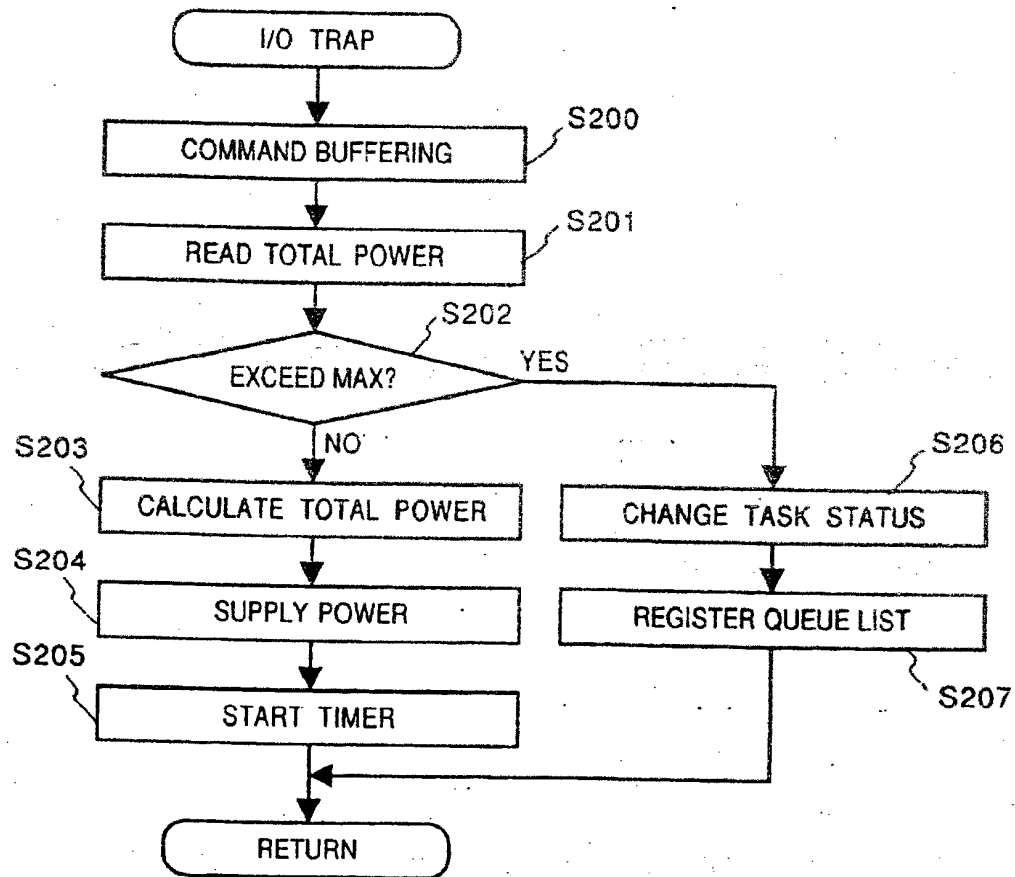 I/O TRAP
S200
COMMAND BUFFERING
S201
READ TOTAL POWER
S202
EXCEED MAX?
YES
NO
S203
CALCULATE TOTAL POWER
S206
CHANGE TASK STATUS
S204
SUPPLY POWER
REGISTER QUEUE LIST
S205
START TIMER
S207
RETURN